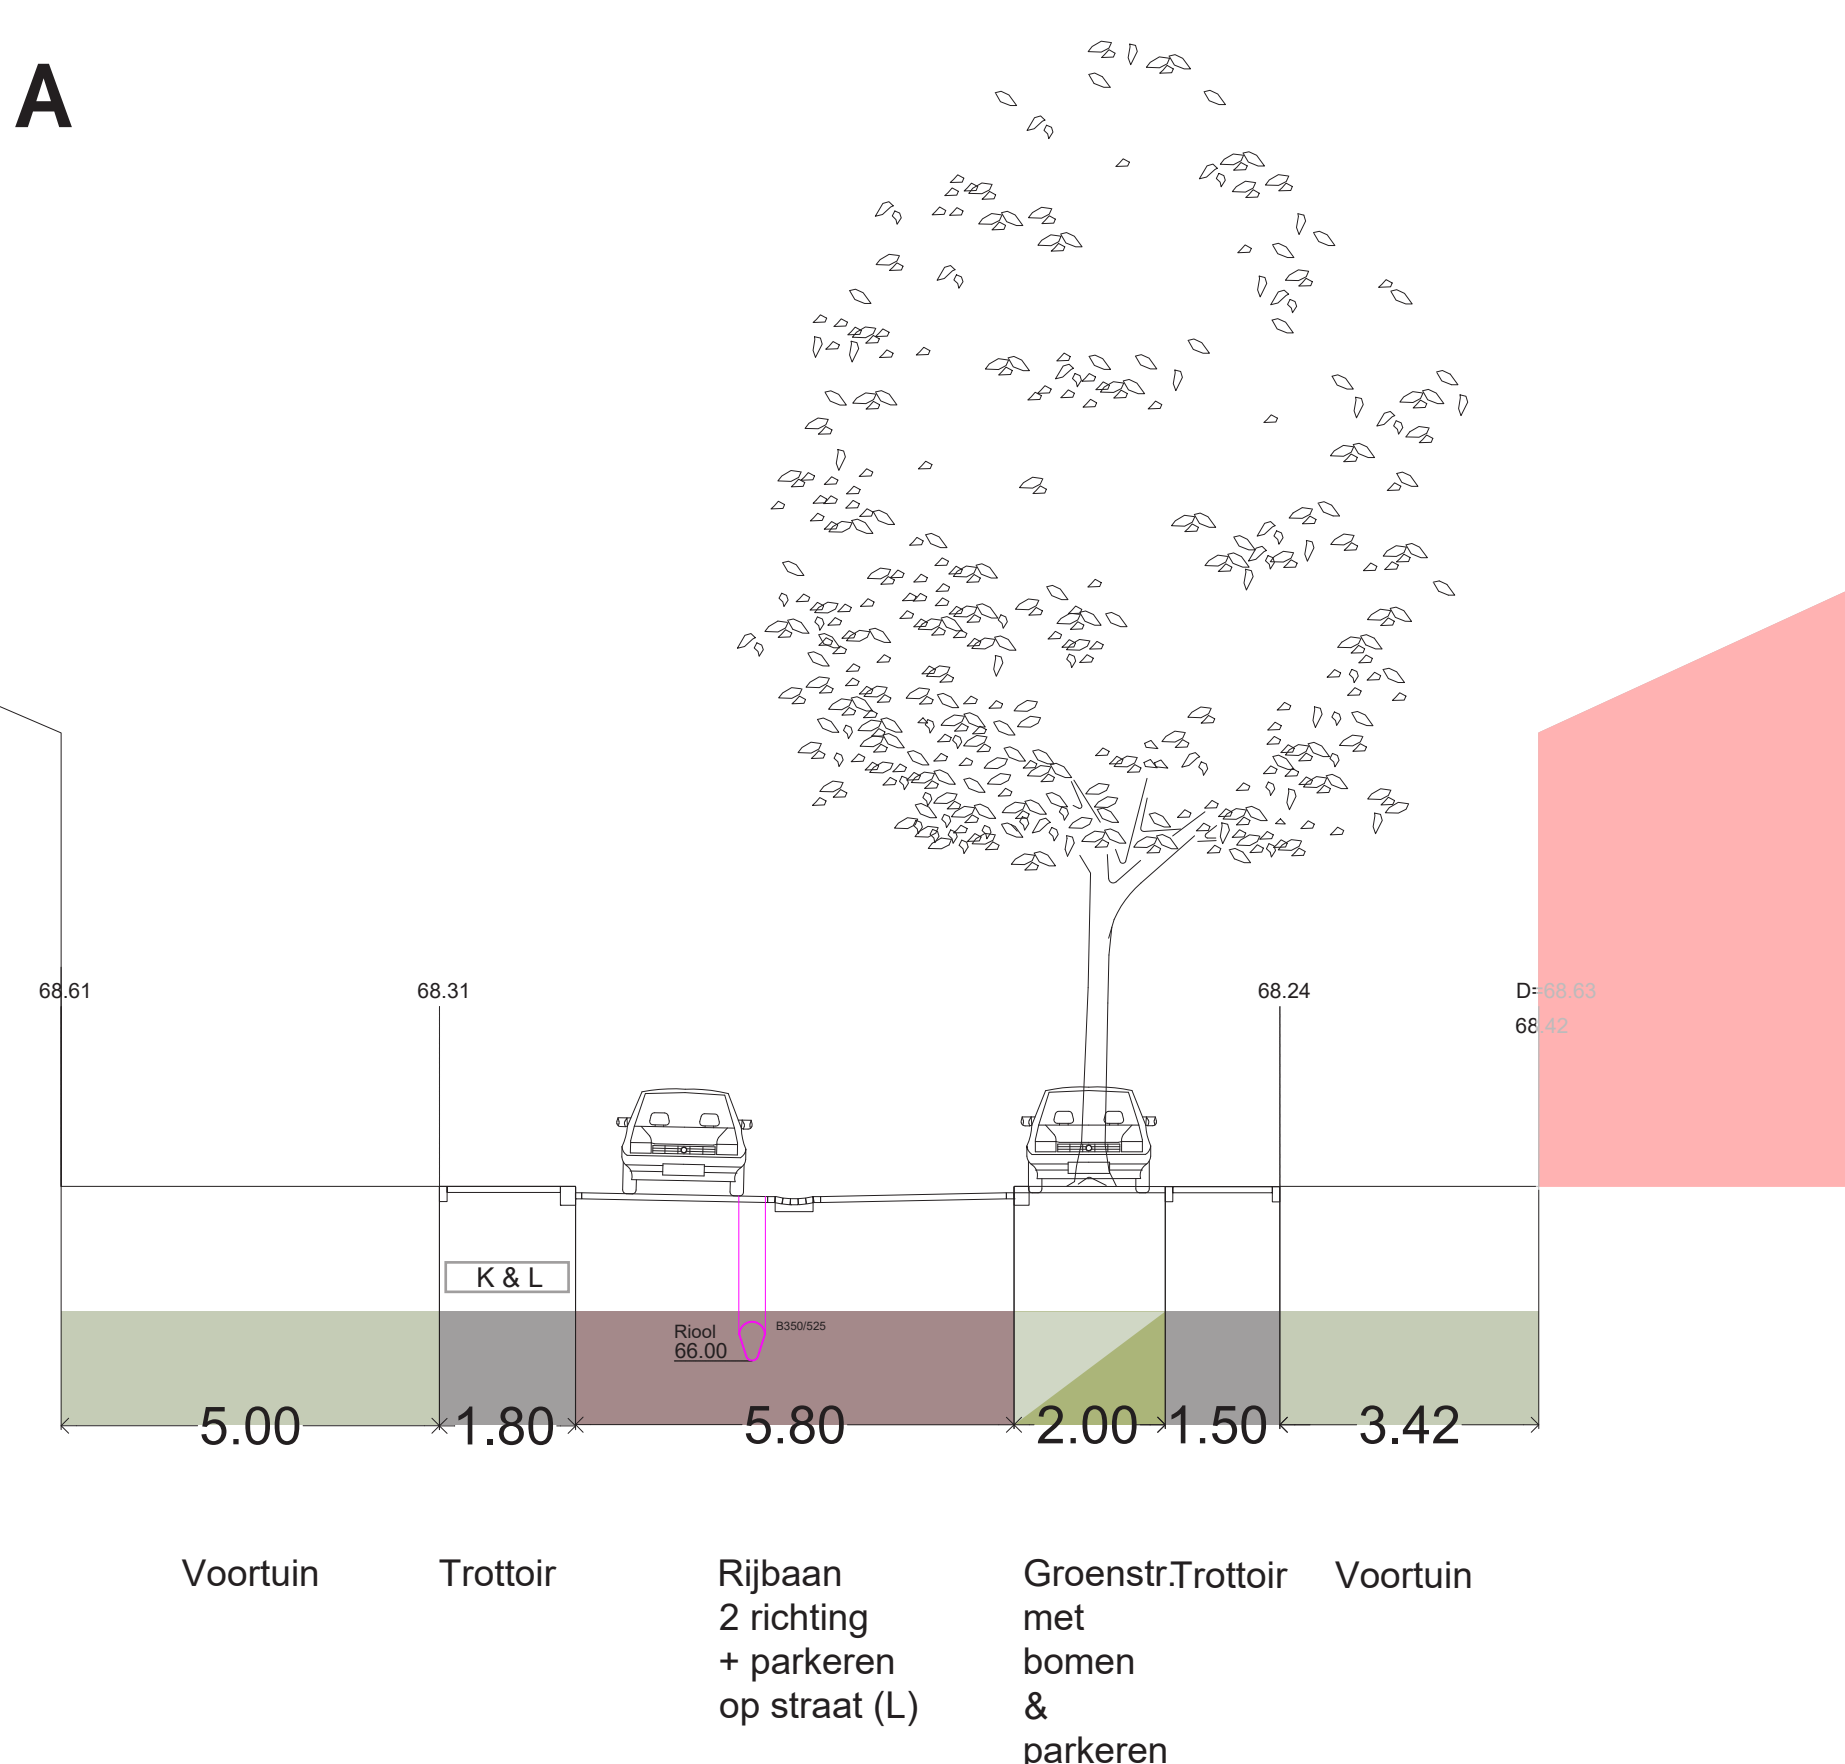 A
68.61
68.31
68.24
D=68.63
68.42
K & L
Riool
66.00
B350/525
5.00
1.80
5.80
2.00
1.50
3.42
Voortuin
Trottoir
Rijbaan
2 richting
+ parkeren
op straat (L)
Groenstr.
met
bomen
&
parkeren
Trottoir
Voortuin